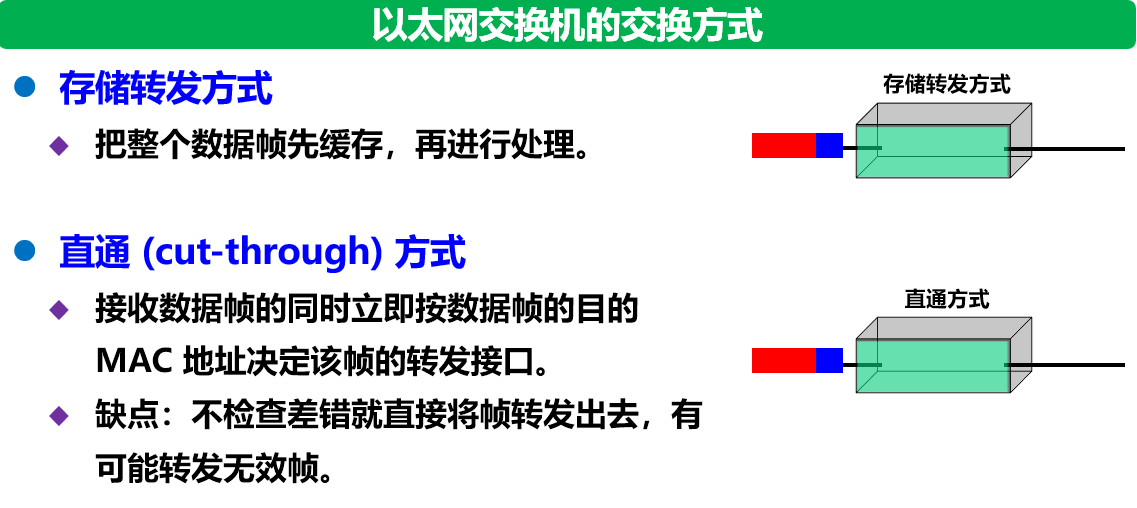 以太网交换机的交换方式
存储转发方式
把整个数据帧先缓存，再进行处理。
直通 (cut-through) 方式
接收数据帧的同时立即按数据帧的目的
MAC 地址决定该帧的转发接口。
缺点：不检查差错就直接将帧转发出去，有
可能转发无效帧。
存储转发方式
直通方式